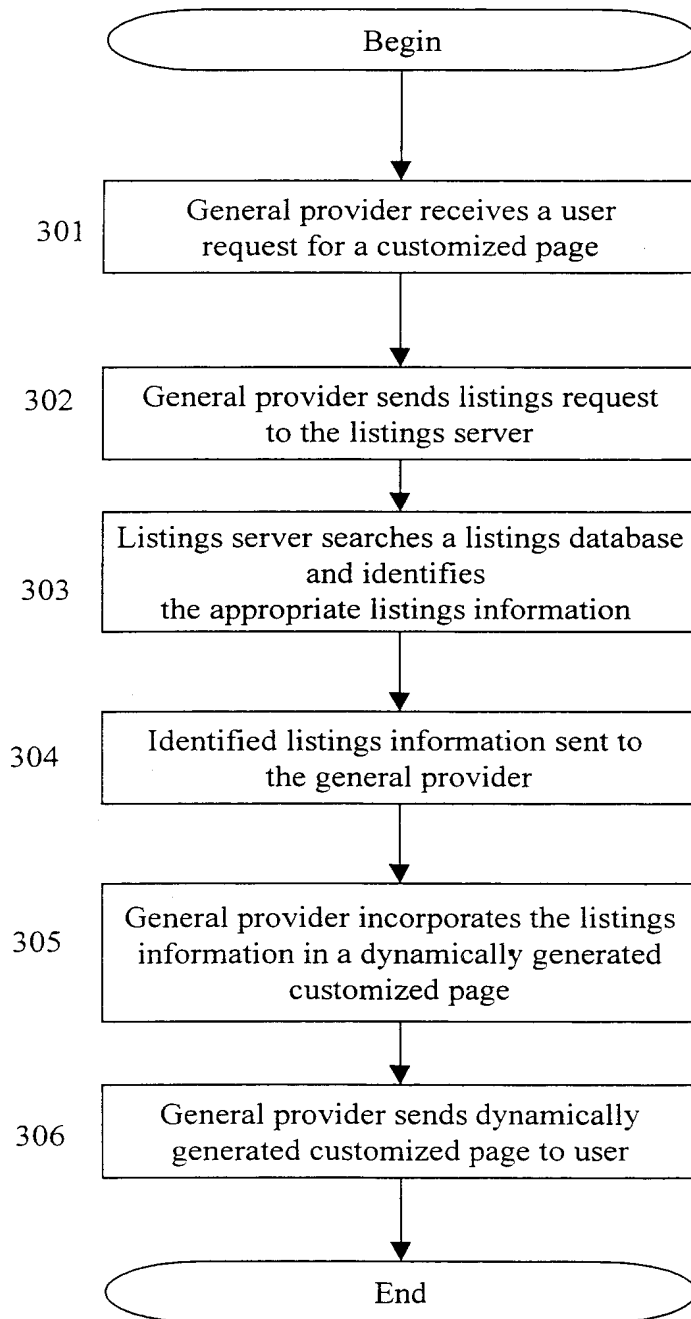 Begin
301
General provider receives a user
request for a customized page
302
General provider sends listings request
to the listings server
303
Listings server searches a listings database
and identifies
the appropriate listings information
304
Identified listings information sent to
the general provider
305
General provider incorporates the listings
information in a dynamically generated
customized page
306
General provider sends dynamically
generated customized page to user
End